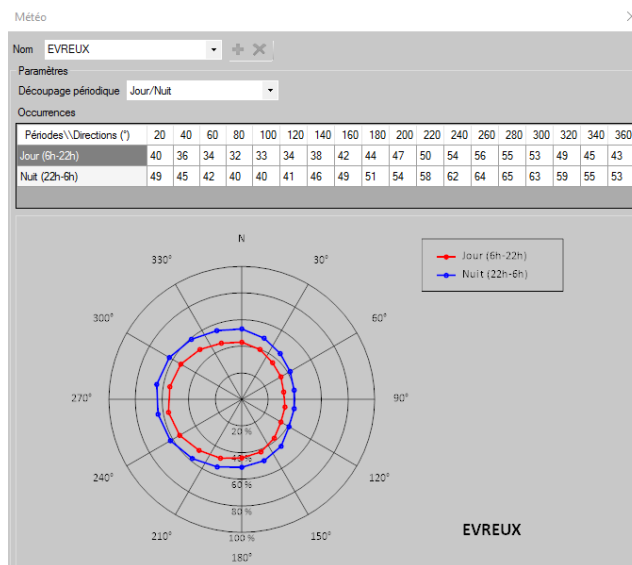 Météo
Nom EVREUX
Paramètres
Découpage périodique Jour/Nuit
Occurrences
Périodes\\Directions (°) 20 40 60 80 100 120 140 160 180 200 220 240 260 280 300 320 340 360
Jour (6h-22h) 40 36 34 32 33 34 38 42 44 47 50 54 56 55 53 49 45 43
Nuit (22h-6h) 49 45 42 40 40 41 46 49 51 54 58 62 64 65 63 59 55 53
N
330° 30°
Jour (6h-22h)
Nuit (22h-6h)
300° 60°
270° 90°
20 %
40 %
60 %
240° 120°
80 %
100 %
210° 150°
180°
EVREUX